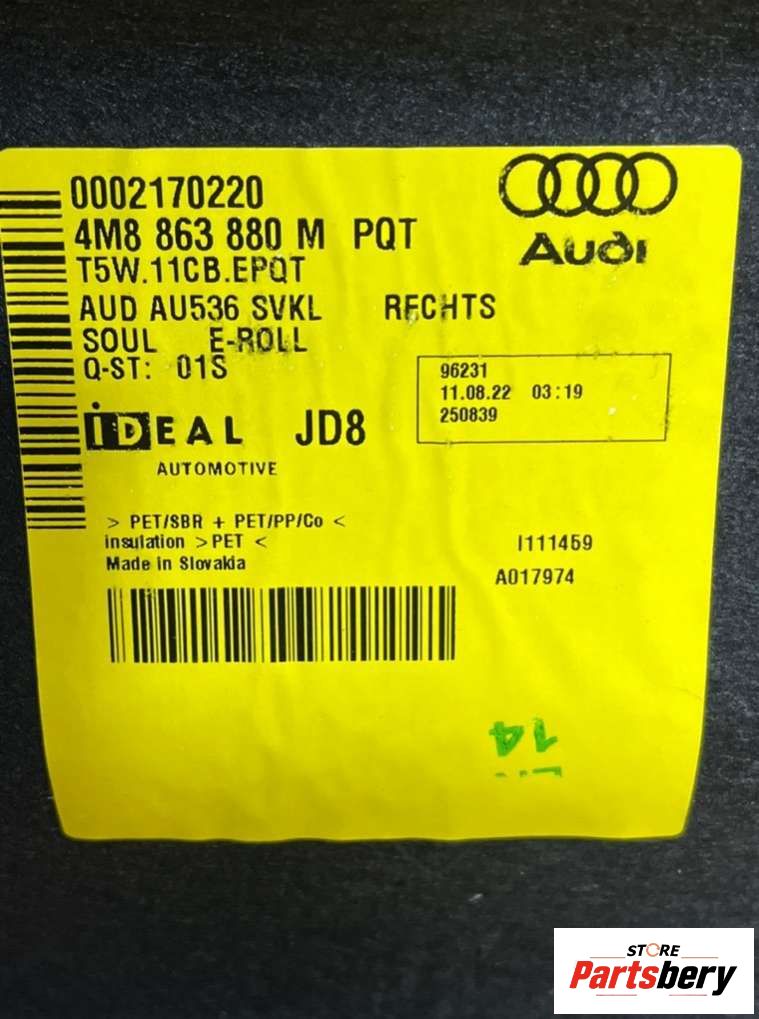 0002170220
4M8 863 880 M PQT
Audi
T5W.11CB.EPQT
AUD AU536 SVKL RECHTS
SOUL E-ROLL
Q-ST: 01S
96231
11.08.22 03:19
250839
iDEAL JD8
AUTOMOTIVE
> PET/SBR + PET/PP/Co <
insulation >PET <
Made in Slovakia
I111459
A017974
14
STORE
Partsbery